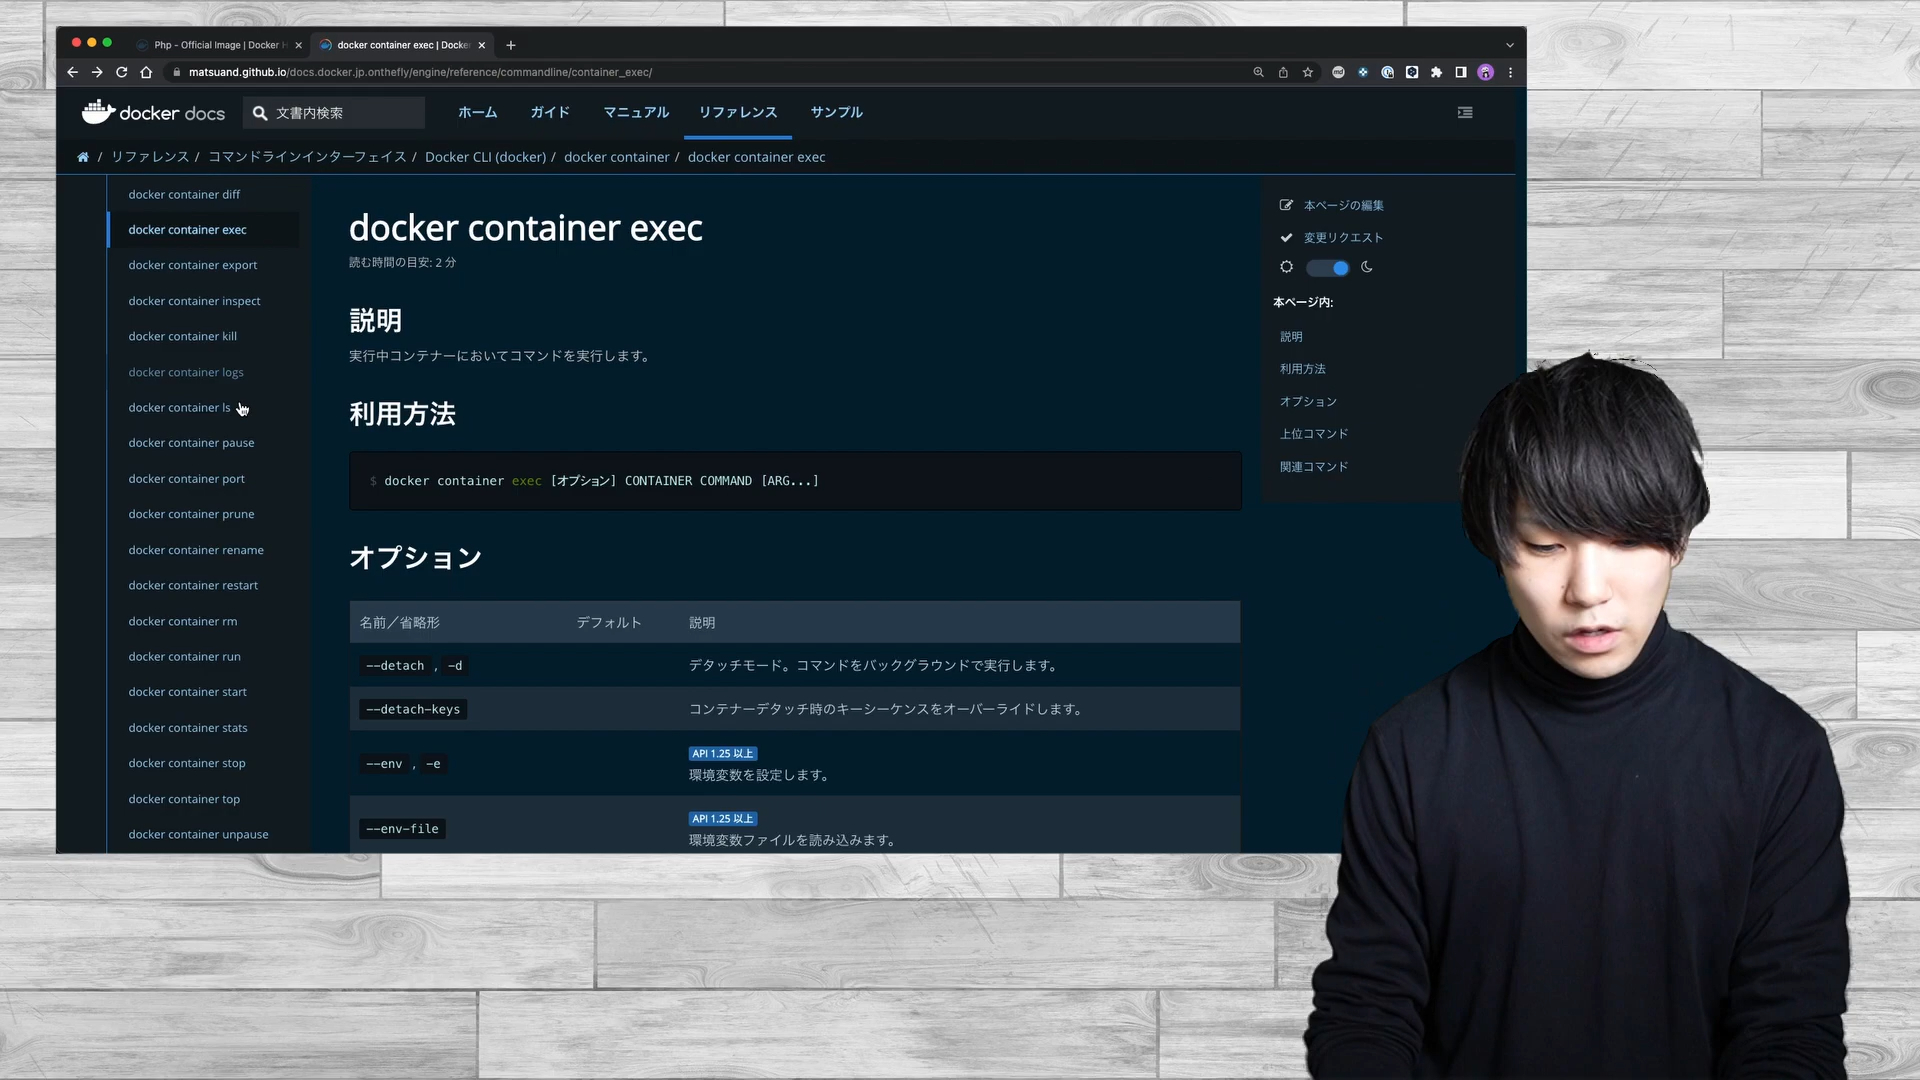 Php - Official Image | Docker H
docker container exec | Docke
matsuand.github.io/docs.docker.jp.onthefly/engine/reference/commandline/container_exec/
docker docs
文書内検索
ホーム
ガイド
マニュアル
リファレンス
サンプル
/ リファレンス / コマンドラインインターフェイス / Docker CLI (docker) / docker container / docker container exec
docker container diff
docker container exec
docker container export
docker container inspect
docker container kill
docker container logs
docker container ls
docker container pause
docker container port
docker container prune
docker container rename
docker container restart
docker container rm
docker container run
docker container start
docker container stats
docker container stop
docker container top
docker container unpause
docker container exec
読む時間の目安: 2 分
説明
実行中コンテナーにおいてコマンドを実行します。
利用方法
$ docker container exec [オプション] CONTAINER COMMAND [ARG...]
オプション
名前／省略形 デフォルト 説明
--detach , -d デタッチモード。コマンドをバックグラウンドで実行します。
--detach-keys コンテナーデタッチ時のキーシーケンスをオーバーライドします。
API 1.25 以上
--env , -e 環境変数を設定します。
API 1.25 以上
--env-file 環境変数ファイルを読み込みます。
本ページの編集
変更リクエスト
本ページ内:
説明
利用方法
オプション
上位コマンド
関連コマンド